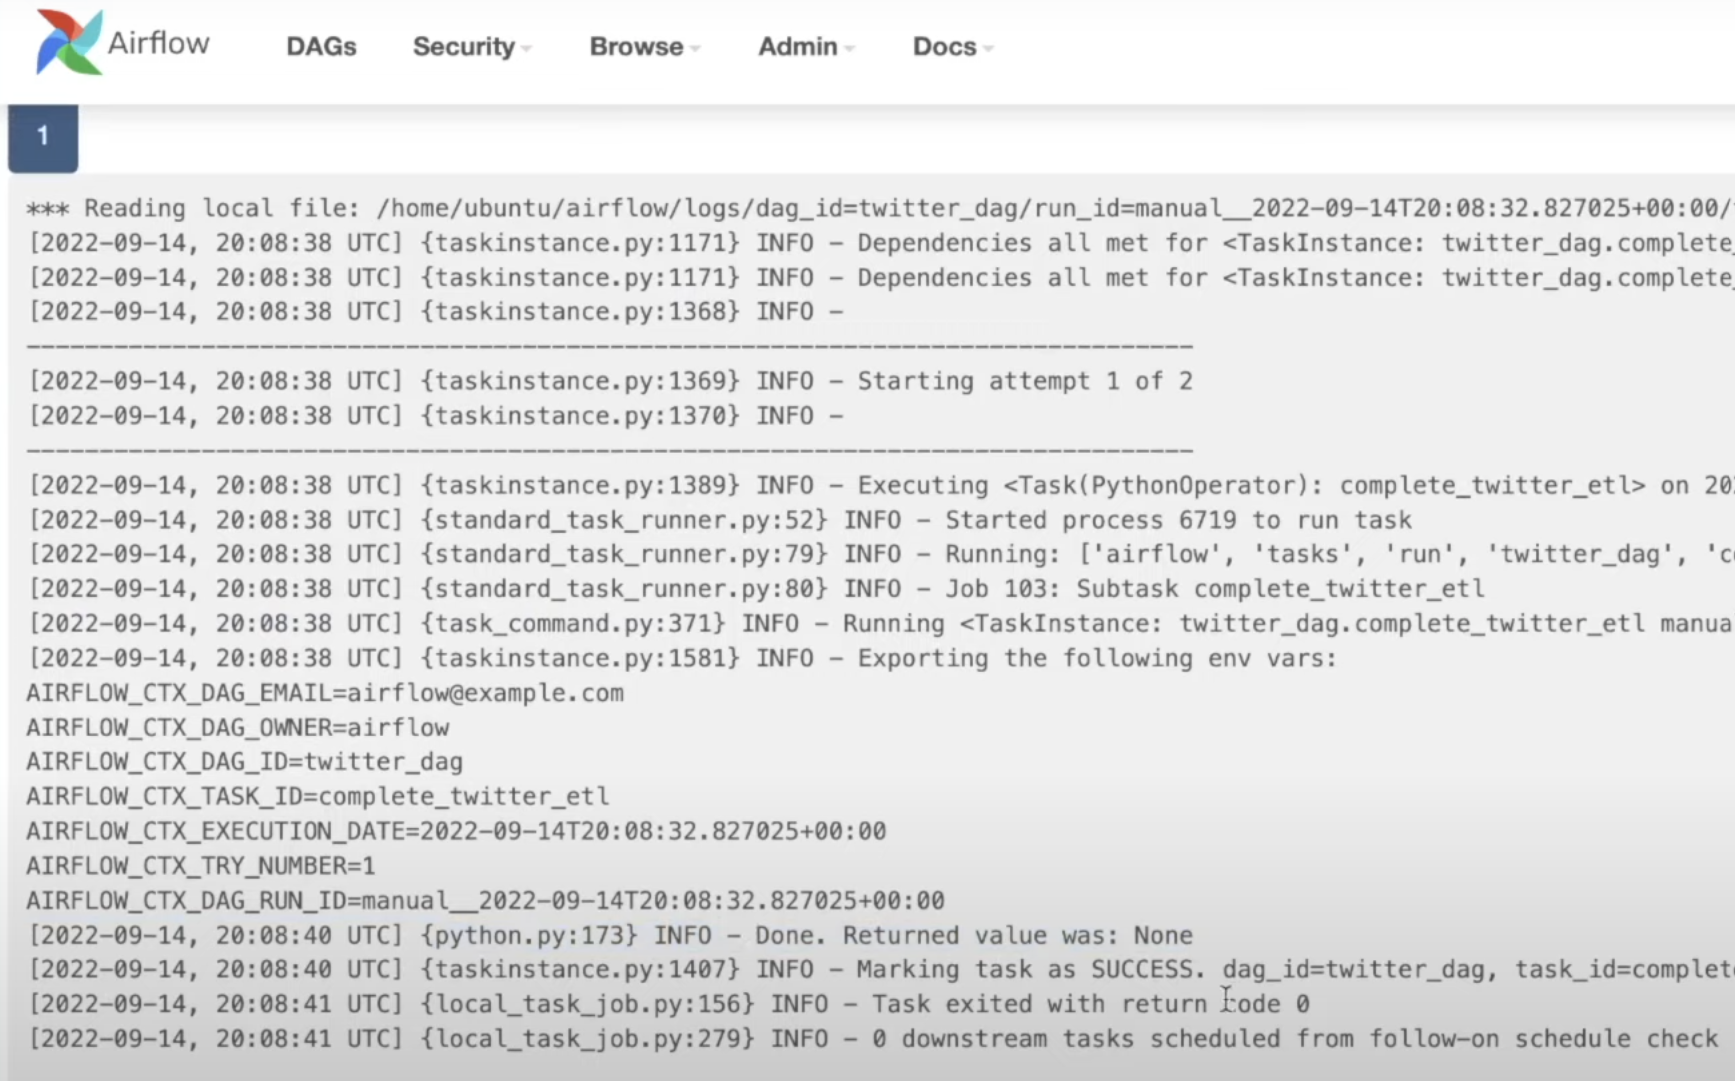 Airflow DAGs Security Browse Admin Docs
1
*** Reading local file: /home/ubuntu/airflow/logs/dag_id=twitter_dag/run_id=manual__2022-09-14T20:08:32.827025+00:00/
[2022-09-14, 20:08:38 UTC] {taskinstance.py:1171} INFO - Dependencies all met for <TaskInstance: twitter_dag.complete_
[2022-09-14, 20:08:38 UTC] {taskinstance.py:1171} INFO - Dependencies all met for <TaskInstance: twitter_dag.complete_
[2022-09-14, 20:08:38 UTC] {taskinstance.py:1368} INFO -
--------------------------------------------------------------------------------
[2022-09-14, 20:08:38 UTC] {taskinstance.py:1369} INFO - Starting attempt 1 of 2
[2022-09-14, 20:08:38 UTC] {taskinstance.py:1370} INFO -
--------------------------------------------------------------------------------
[2022-09-14, 20:08:38 UTC] {taskinstance.py:1389} INFO - Executing <Task(PythonOperator): complete_twitter_etl> on 202
[2022-09-14, 20:08:38 UTC] {standard_task_runner.py:52} INFO - Started process 6719 to run task
[2022-09-14, 20:08:38 UTC] {standard_task_runner.py:79} INFO - Running: ['airflow', 'tasks', 'run', 'twitter_dag', 'c
[2022-09-14, 20:08:38 UTC] {standard_task_runner.py:80} INFO - Job 103: Subtask complete_twitter_etl
[2022-09-14, 20:08:38 UTC] {task_command.py:371} INFO - Running <TaskInstance: twitter_dag.complete_twitter_etl manua
[2022-09-14, 20:08:38 UTC] {taskinstance.py:1581} INFO - Exporting the following env vars:
AIRFLOW_CTX_DAG_EMAIL=airflow@example.com
AIRFLOW_CTX_DAG_OWNER=airflow
AIRFLOW_CTX_DAG_ID=twitter_dag
AIRFLOW_CTX_TASK_ID=complete_twitter_etl
AIRFLOW_CTX_EXECUTION_DATE=2022-09-14T20:08:32.827025+00:00
AIRFLOW_CTX_TRY_NUMBER=1
AIRFLOW_CTX_DAG_RUN_ID=manual__2022-09-14T20:08:32.827025+00:00
[2022-09-14, 20:08:40 UTC] {python.py:173} INFO - Done. Returned value was: None
[2022-09-14, 20:08:40 UTC] {taskinstance.py:1407} INFO - Marking task as SUCCESS. dag_id=twitter_dag, task_id=complete
[2022-09-14, 20:08:41 UTC] {local_task_job.py:156} INFO - Task exited with return code 0
[2022-09-14, 20:08:41 UTC] {local_task_job.py:279} INFO - 0 downstream tasks scheduled from follow-on schedule check